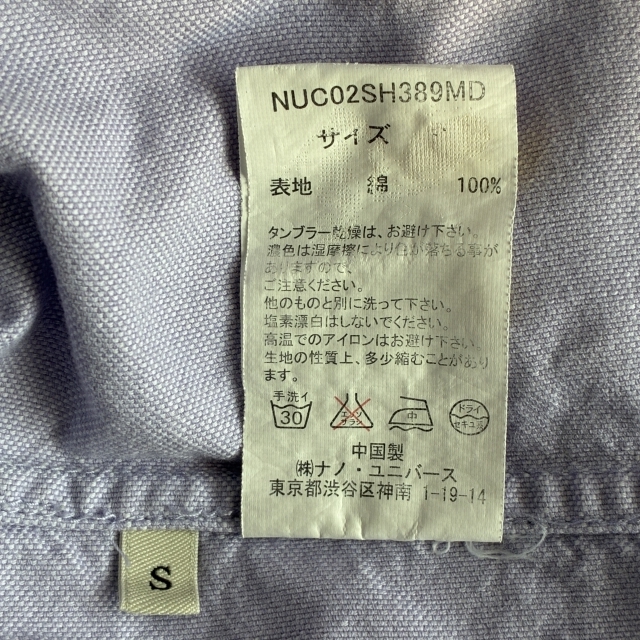 NUC02SH389MD
サイズ
表地 綿 100%
タンブラー乾燥は、お避け下さい。
濃色は湿摩擦により色が落ちる事が
ありますので、
ご注意ください。
他のものと別に洗って下さい。
塩素漂白はしないでください。
高温でのアイロンはお避け下さい。
生地の性質上、多少縮むことがあり
ます。
手洗イ
30
エンソ
サラシ
中
ドライ
セキユ系
中国製
㈱ナノ・ユニバース
東京都渋谷区神南 1-19-14
S